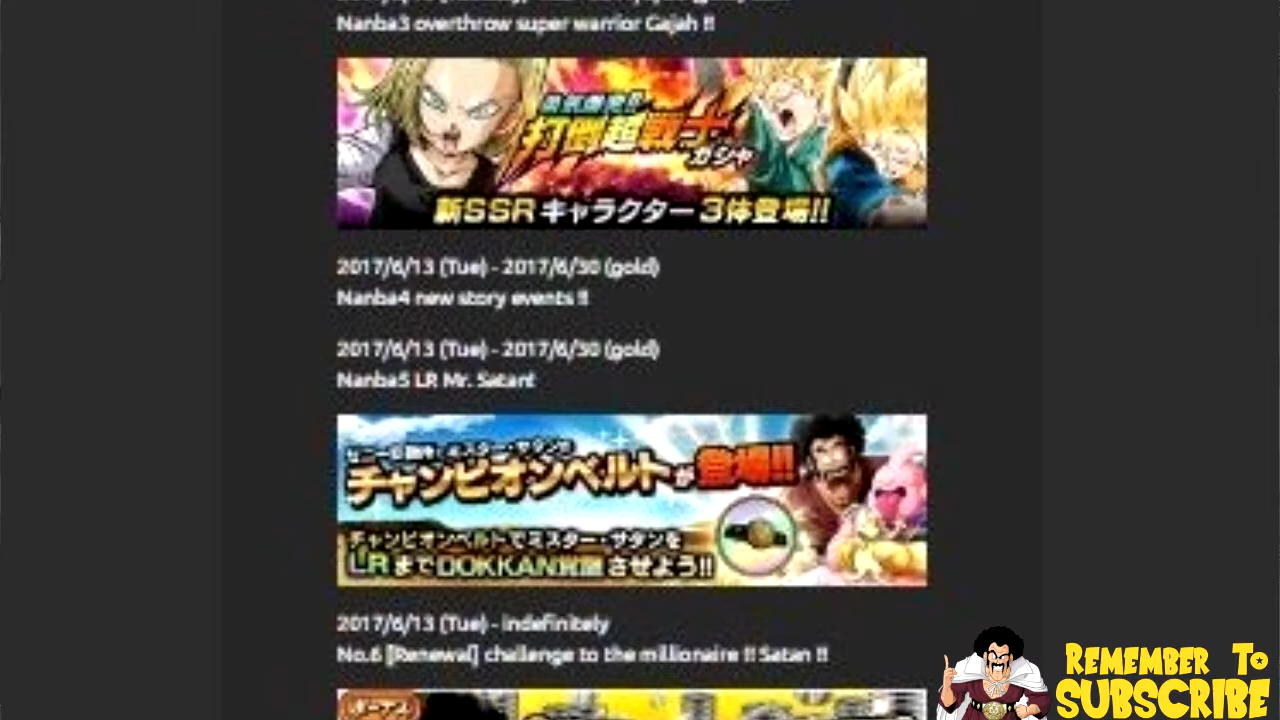 Nanba3 overthrow super warrior Gajah !!
打倒超戦士
ガシャ
新SSRキャラクター3体登場!!
2017/6/13 (Tue) - 2017/6/30 (gold)
Nanba4 new story events !!
2017/6/13 (Tue) - 2017/6/30 (gold)
Nanba5 LR Mr. Satan!
チャンピオンベルトが登場!!
チャンピオンベルトでミスター・サタンを
LRまでDOKKAN覚醒させよう!!
2017/6/13 (Tue) - indefinitely
No.6 [Renewal] challenge to the millionaire !! Satan !!
ボーナス
REMEMBER TO
SUBSCRIBE